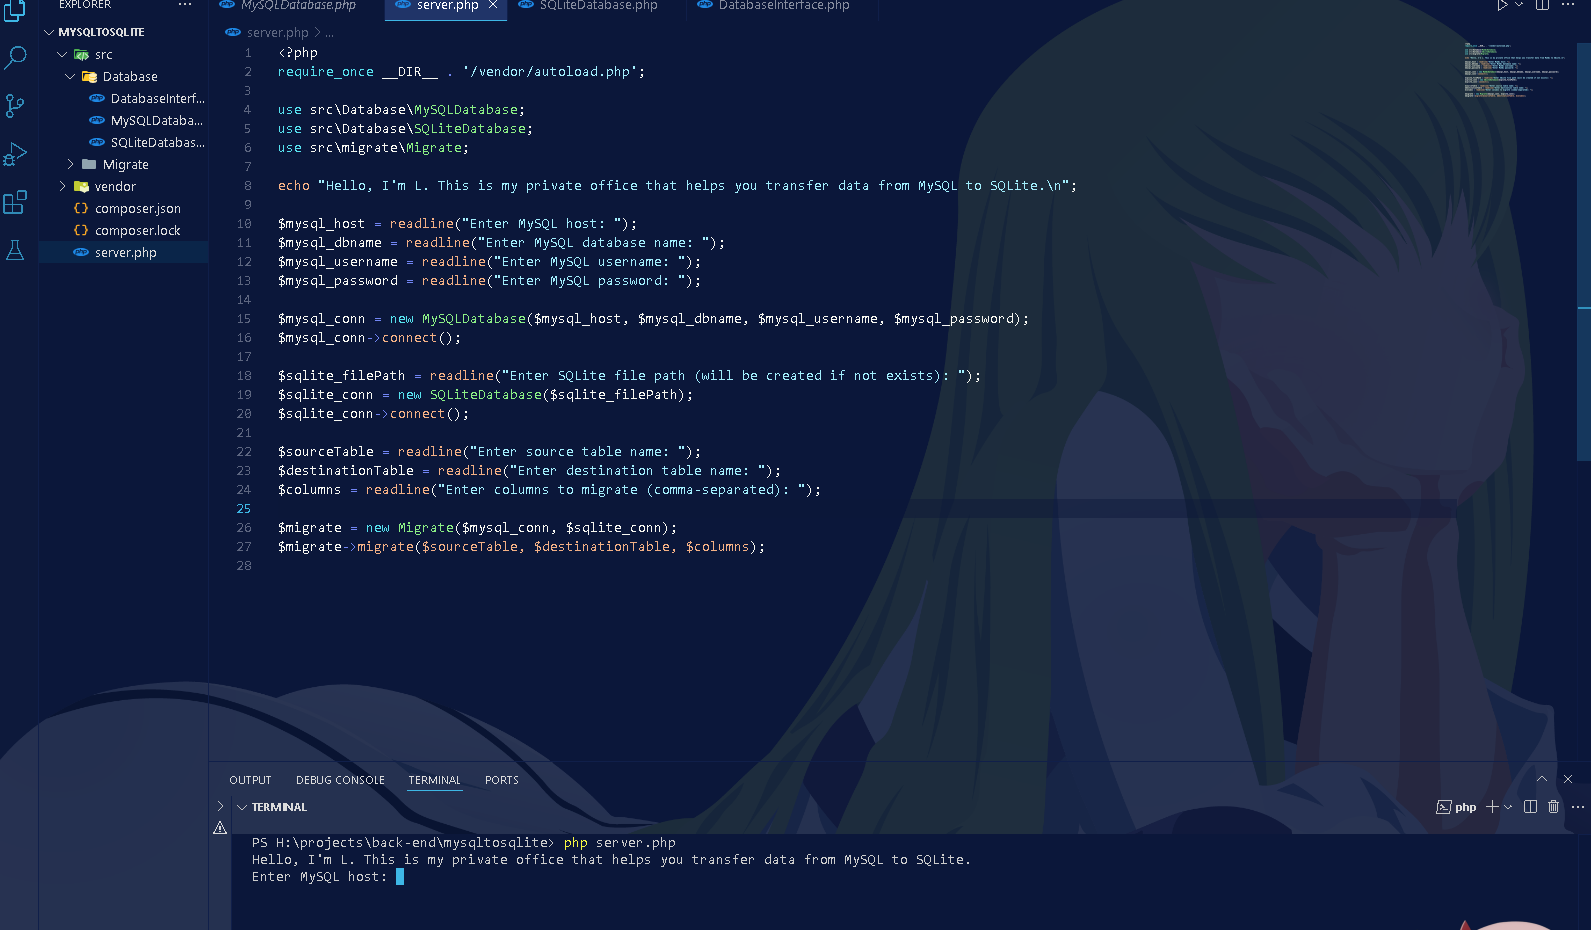 EXPLORER
MYSQLTOSQLITE
src
Database
DatabaseInterf...
MySQLDataba...
SQLiteDatabas...
Migrate
vendor
composer.json
composer.lock
server.php
MySQLDatabase.php
server.php
SQLiteDatabase.php
DatabaseInterface.php
server.php > ...
1 <?php
2 require_once __DIR__ . '/vendor/autoload.php';
3
4 use src\Database\MySQLDatabase;
5 use src\Database\SQLiteDatabase;
6 use src\migrate\Migrate;
7
8 echo "Hello, I'm L. This is my private office that helps you transfer data from MySQL to SQLite.\n";
9
10 $mysql_host = readline("Enter MySQL host: ");
11 $mysql_dbname = readline("Enter MySQL database name: ");
12 $mysql_username = readline("Enter MySQL username: ");
13 $mysql_password = readline("Enter MySQL password: ");
14
15 $mysql_conn = new MySQLDatabase($mysql_host, $mysql_dbname, $mysql_username, $mysql_password);
16 $mysql_conn->connect();
17
18 $sqlite_filePath = readline("Enter SQLite file path (will be created if not exists): ");
19 $sqlite_conn = new SQLiteDatabase($sqlite_filePath);
20 $sqlite_conn->connect();
21
22 $sourceTable = readline("Enter source table name: ");
23 $destinationTable = readline("Enter destination table name: ");
24 $columns = readline("Enter columns to migrate (comma-separated): ");
25
26 $migrate = new Migrate($mysql_conn, $sqlite_conn);
27 $migrate->migrate($sourceTable, $destinationTable, $columns);
28
OUTPUT DEBUG CONSOLE TERMINAL PORTS
TERMINAL
php
PS H:\projects\back-end\mysqltosqlite> php server.php
Hello, I'm L. This is my private office that helps you transfer data from MySQL to SQLite.
Enter MySQL host: